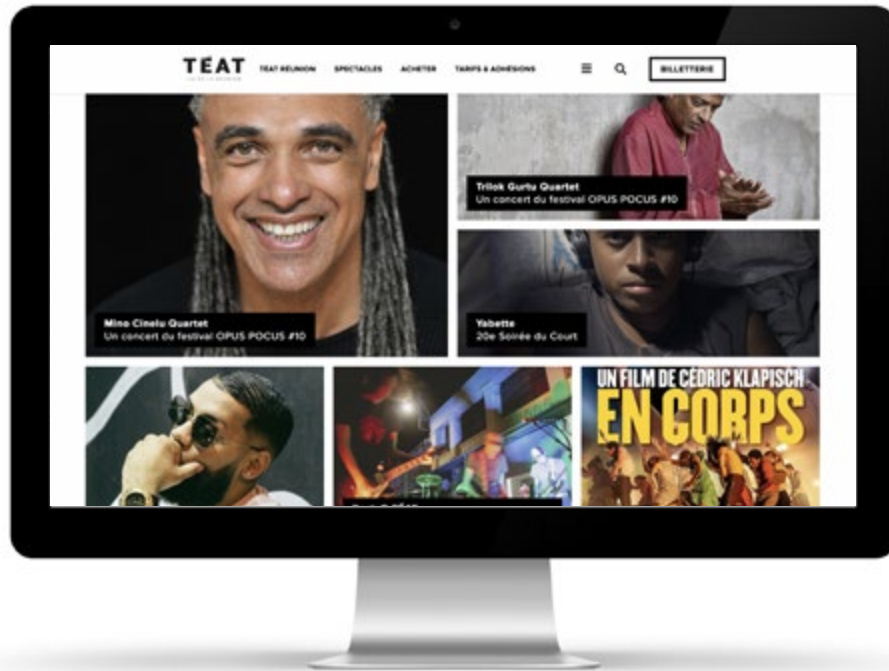 TÉAT
TÉAT RÉUNION
SPECTACLES
ACHETER
TARIFS & ADHÉSIONS
BILLETTERIE
Trilok Gurtu Quartet
Un concert du festival OPUS POCUS #10
Mino Cinelu Quartet
Un concert du festival OPUS POCUS #10
Yabette
20e Soirée du Court
UN FILM DE CÉDRIC KLAPISCH
EN CORPS